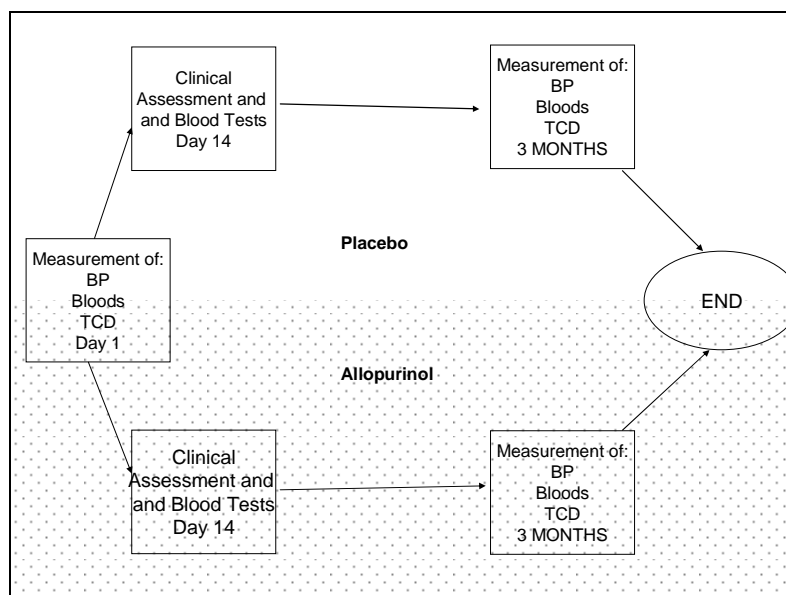 Clinical
Assessment and
and Blood Tests
Day 14
Measurement of:
BP
Bloods
TCD
3 MONTHS
Placebo
Measurement of:
BP
Bloods
TCD
Day 1
END
Allopurinol
Clinical
Assessment and
and Blood Tests
Day 14
Measurement of:
BP
Bloods
TCD
3 MONTHS